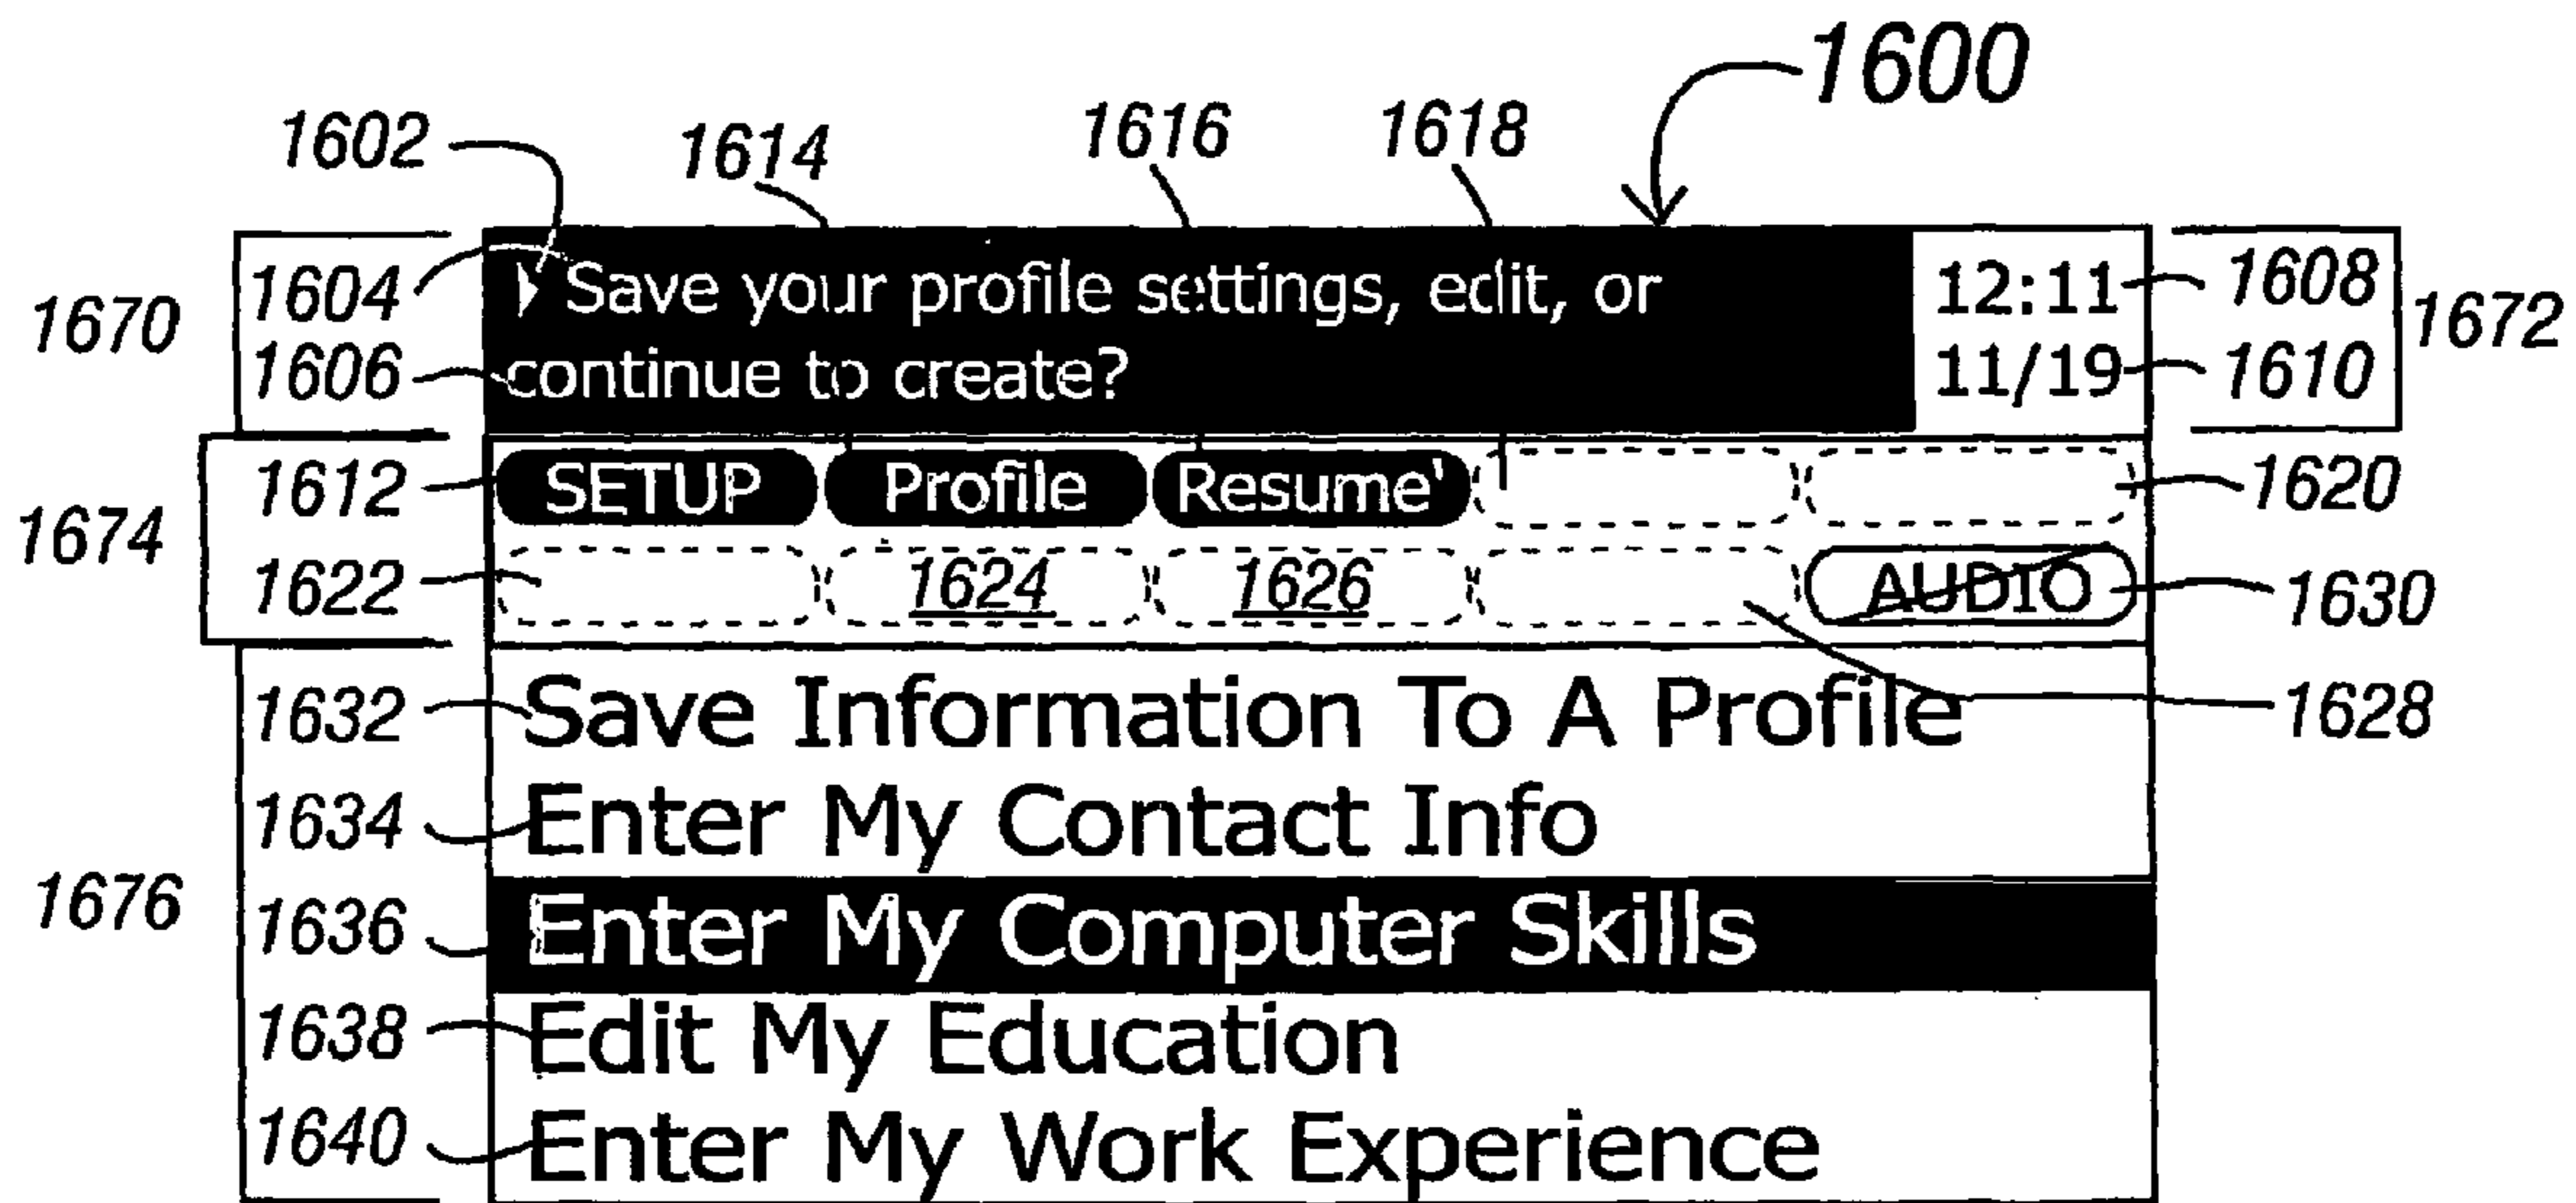 1600
1602 1614 1616 1618
1670 1604 Save your profile settings, edit, or 12:11 1608 1672
1606 continue to create? 11/19 1610
1674 1612 SETUP Profile Resume' 1620
1622 1624 1626 AUDIO 1630
1632 Save Information To A Profile 1628
1634 Enter My Contact Info
1676 1636 Enter My Computer Skills
1638 Edit My Education
1640 Enter My Work Experience